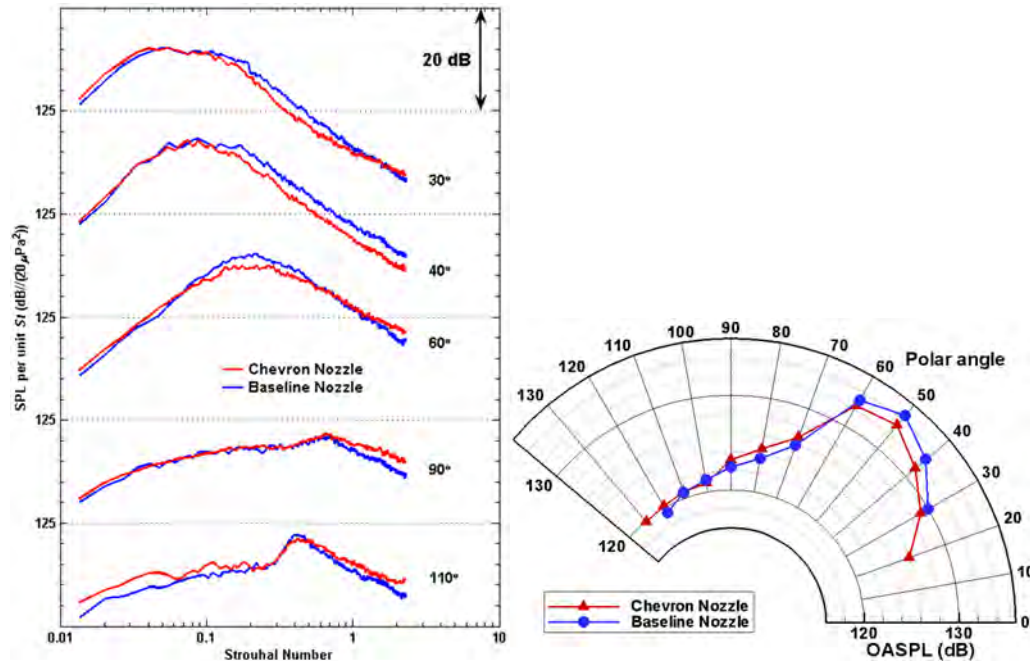 20 dB
125
30°
125
40°
125
60°
Chevron Nozzle
Baseline Nozzle
125
90°
125
110°
SPL per unit St (dB//(20μPa²))
0.01 0.1 1 10
Strouhal Number
130 120 110 100 90 80 70 60 50 40 30 20 10 0
Polar angle
130
120
120 130
OASPL (dB)
Chevron Nozzle
Baseline Nozzle